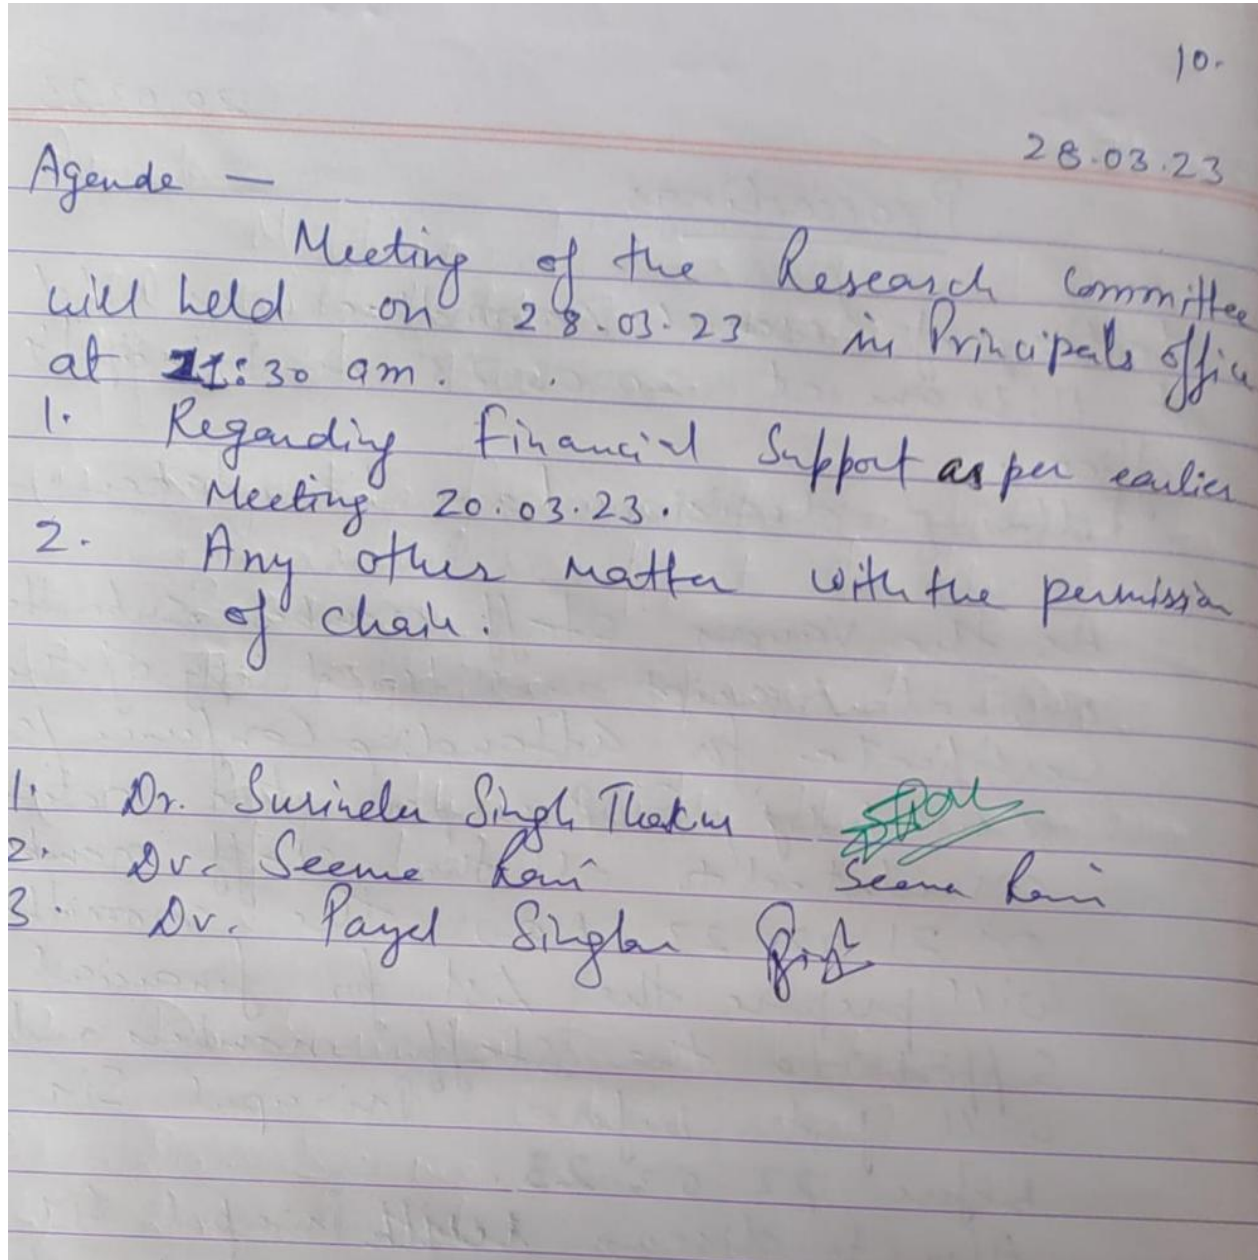 10.
28.03.23
Agende —
Meeting of the Research Committee
will held on 28.03.23 in Principals office
at 11:30 am.
1. Regarding Financial Support as per earlier
Meeting 20.03.23.
2. Any other matter with the permission
of chair.
1. Dr. Surinder Singh Thakur
2. Dr. Seema Rani Seema Rani
3. Dr. Payal Singla